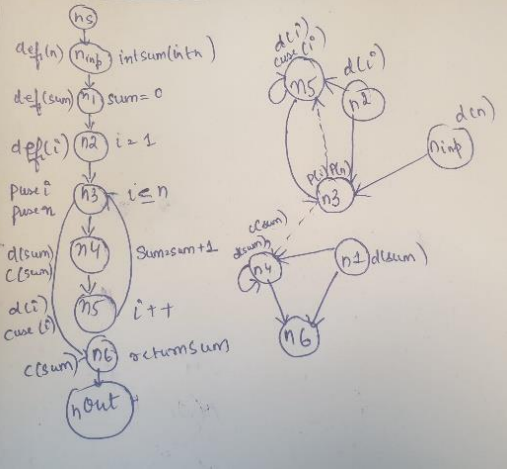 ns
def(n) ninp int sum(int n)
def(sum) n1 sum=0
def(i) n2 i=1
Puse i
Puse n
n3 i≤n
d(sum)
c(sum)
n4 Sum=sum+1
d(i)
cuse(i)
n5 i++
c(sum) n6 return sum
nout
d(i)
cuse(i)
n5
d(i)
n2
d(n)
ninp
P(i) P(n)
n3
c(sum)
d(sum)
n4
n1 d(sum)
n6